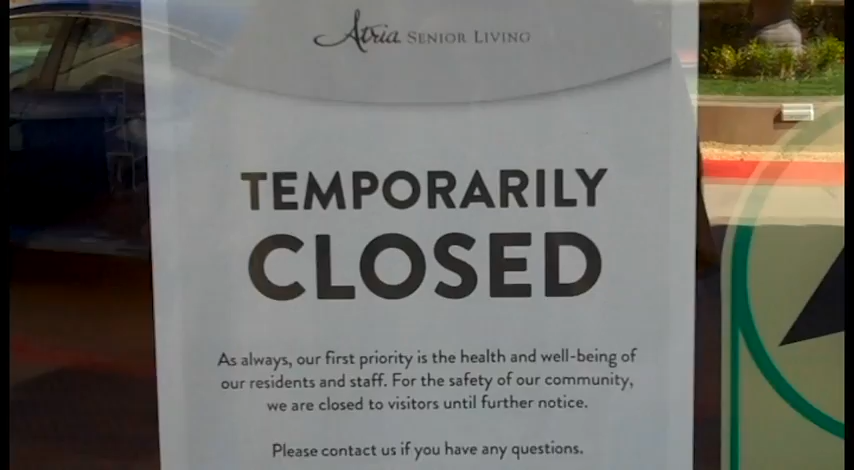 Atria SENIOR LIVING
TEMPORARILY
CLOSED
As always, our first priority is the health and well-being of
our residents and staff. For the safety of our community,
we are closed to visitors until further notice.
Please contact us if you have any questions.